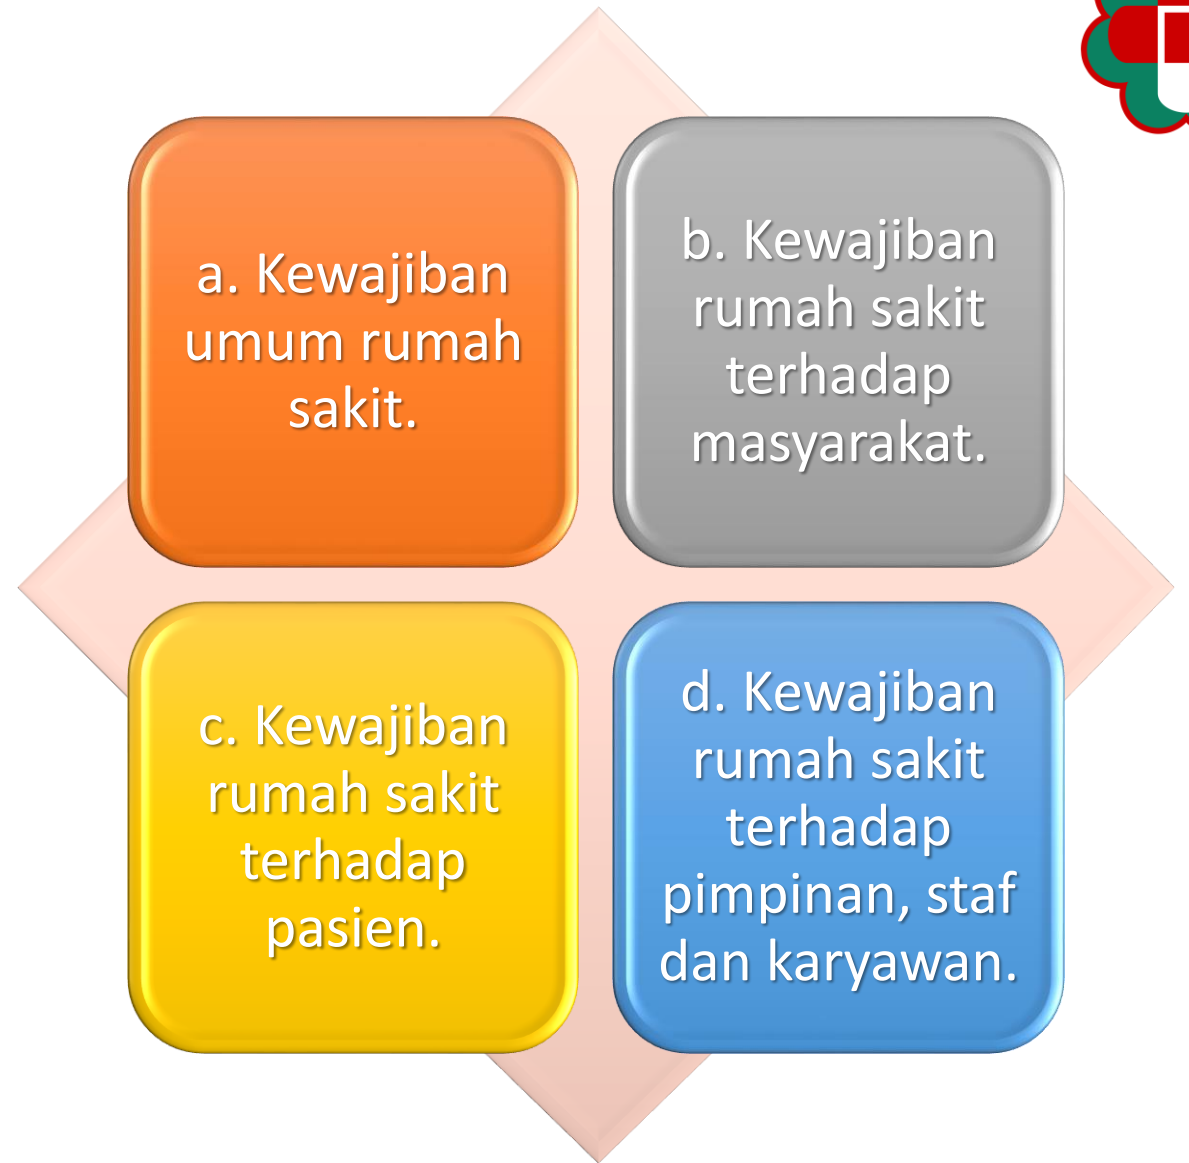 a. Kewajiban
umum rumah
sakit.
b. Kewajiban
rumah sakit
terhadap
masyarakat.
c. Kewajiban
rumah sakit
terhadap
pasien.
d. Kewajiban
rumah sakit
terhadap
pimpinan, staf
dan karyawan.